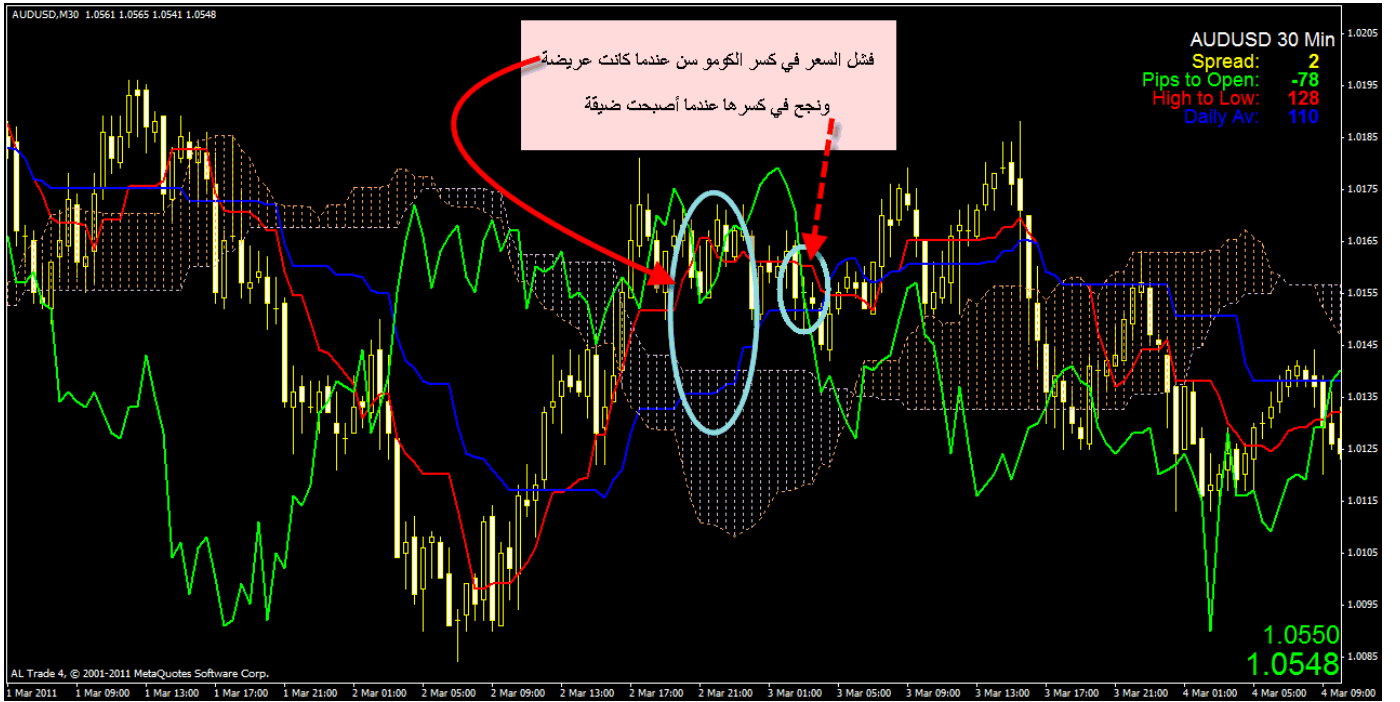 AUDUSD,M30 1.0561 1.0565 1.0541 1.0548
فشل السعر في كسر الكومو سن عندما كانت عريضة
ونجح في كسرها عندما أصبحت ضيقة
AUDUSD 30 Min
Spread: 2
Pips to Open: -78
High to Low: 128
Daily Av: 110
1.0205
1.0195
1.0185
1.0175
1.0165
1.0155
1.0145
1.0135
1.0125
1.0115
1.0105
1.0095
1.0085
1.0550
1.0548
AL Trade 4, © 2001-2011 MetaQuotes Software Corp.
1 Mar 2011 1 Mar 09:00 1 Mar 13:00 1 Mar 17:00 1 Mar 21:00 2 Mar 01:00 2 Mar 05:00 2 Mar 09:00 2 Mar 13:00 2 Mar 17:00 2 Mar 21:00 3 Mar 01:00 3 Mar 05:00 3 Mar 09:00 3 Mar 13:00 3 Mar 17:00 3 Mar 21:00 4 Mar 01:00 4 Mar 05:00 4 Mar 09:00